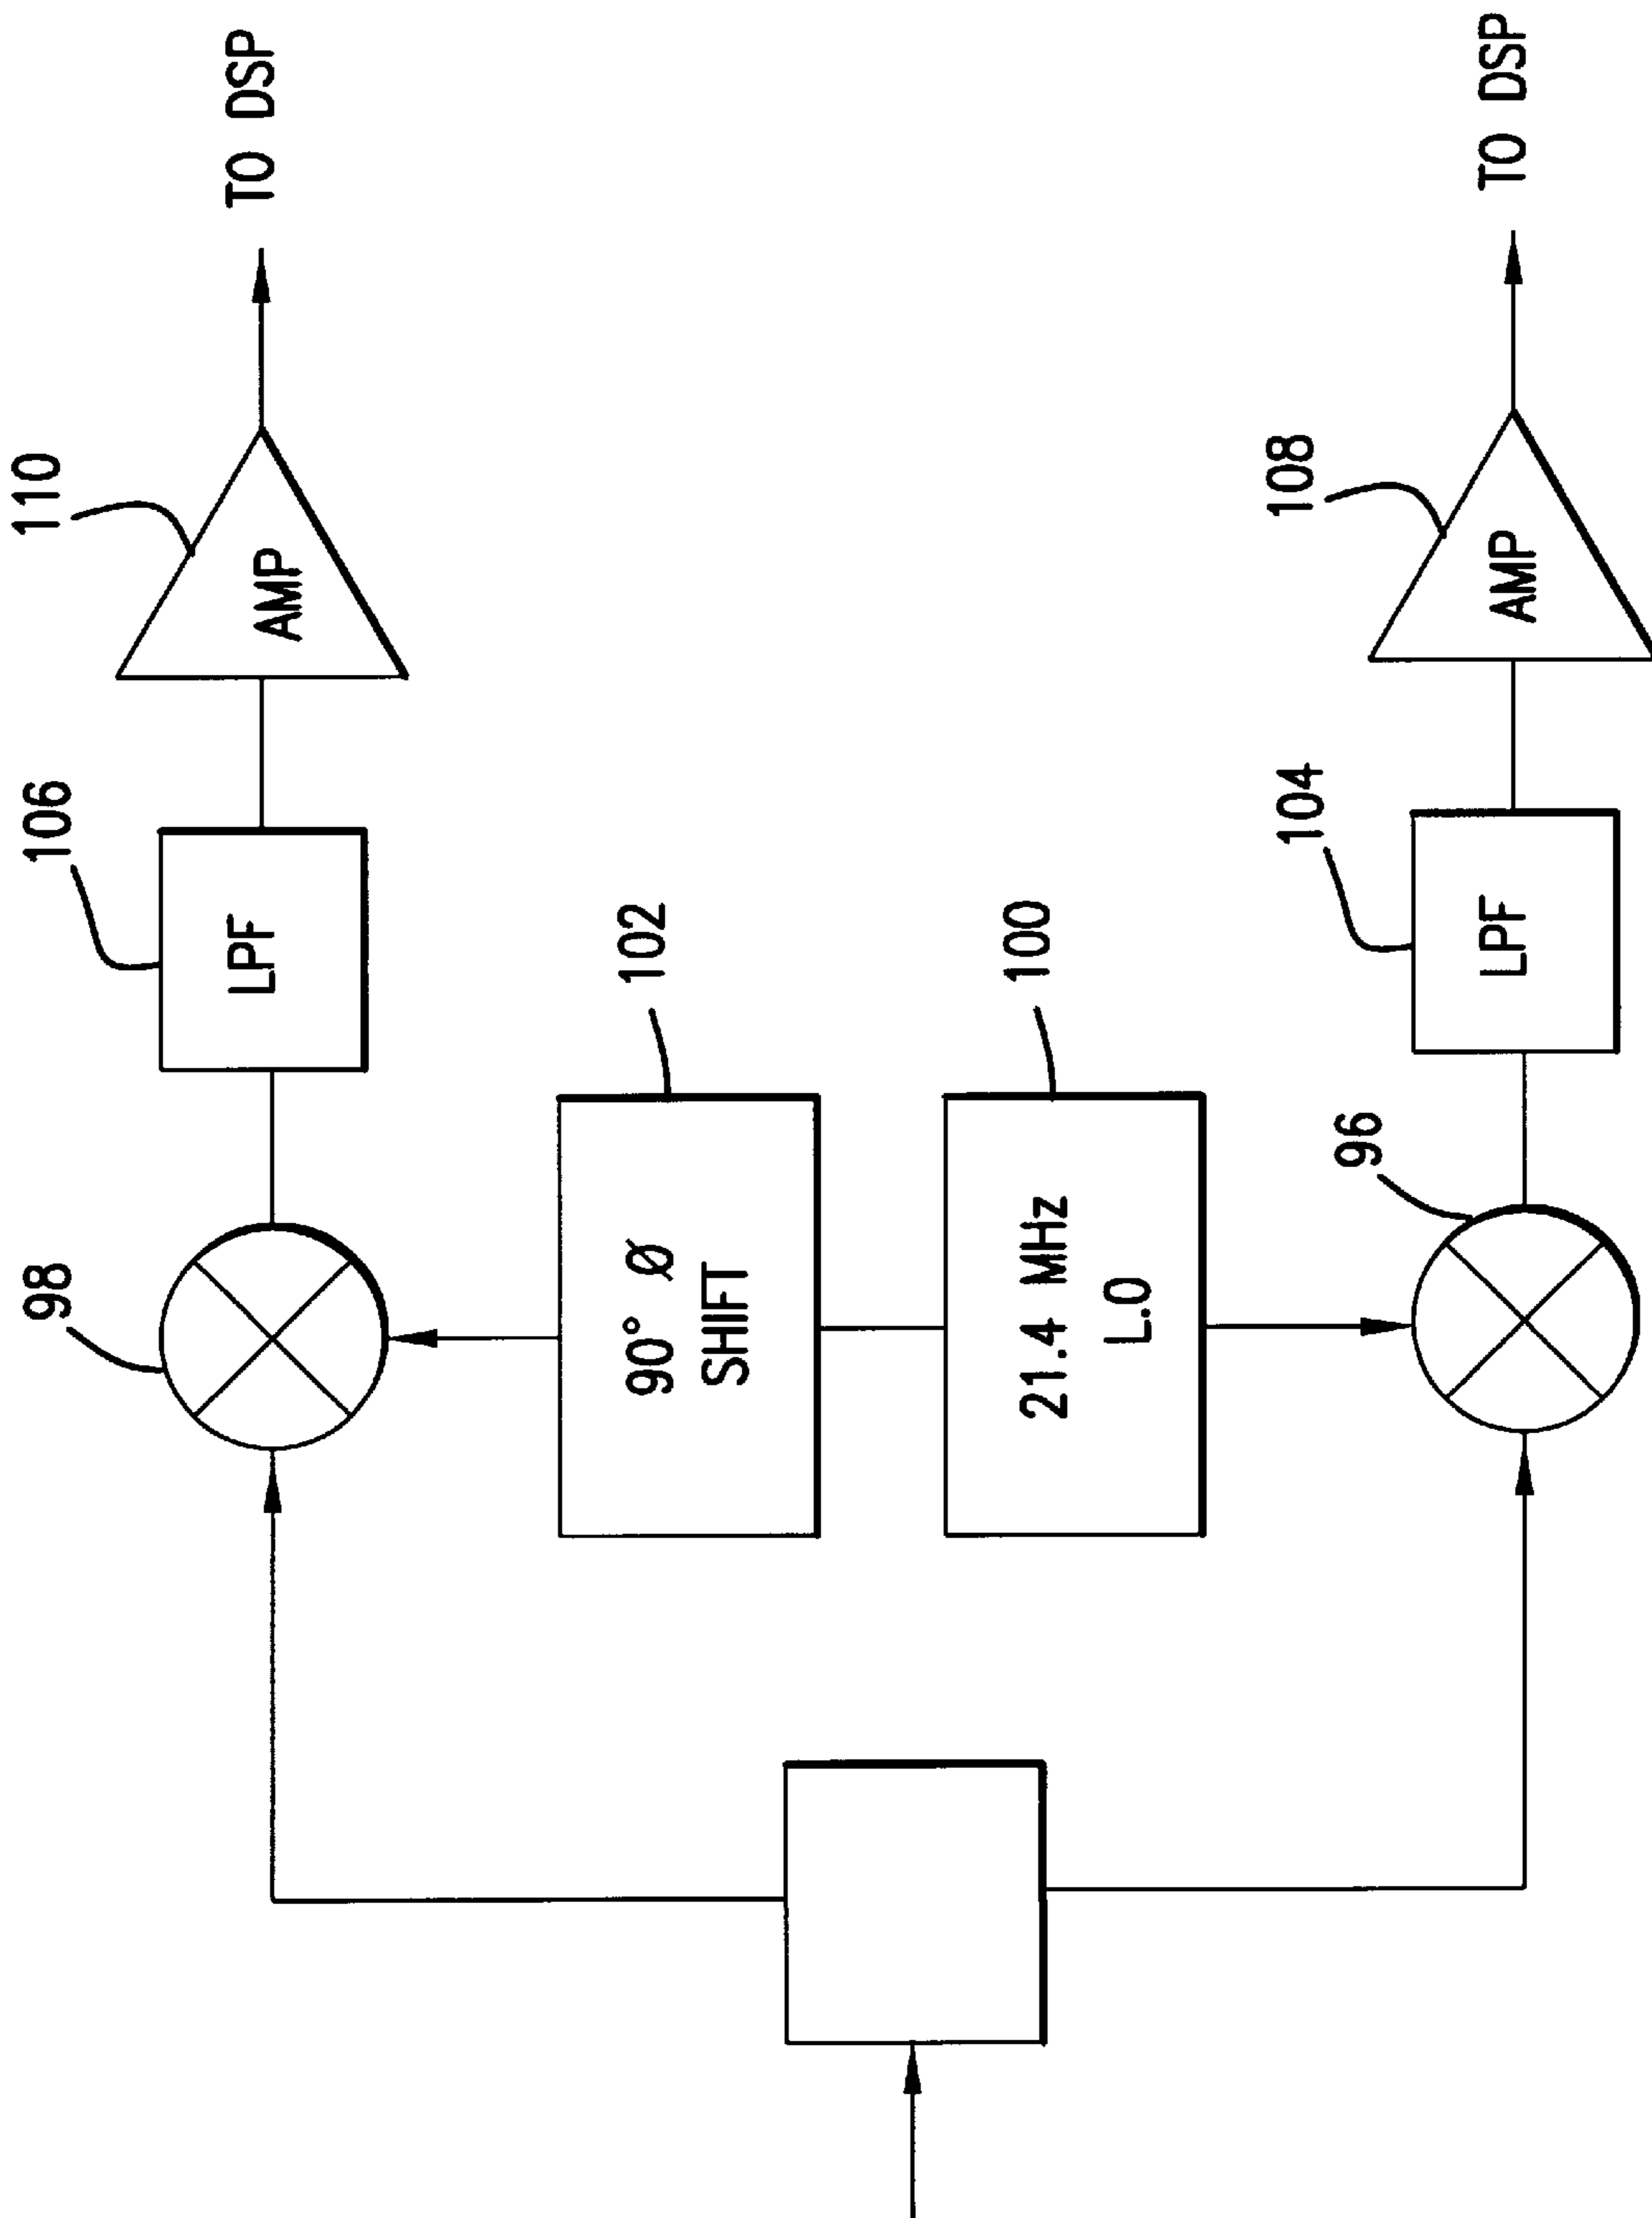 98
106
110
LPF
AMP
TO DSP
90° Ø
SHIFT
102
21.4 MHz
L.O
100
96
104
108
LPF
AMP
TO DSP